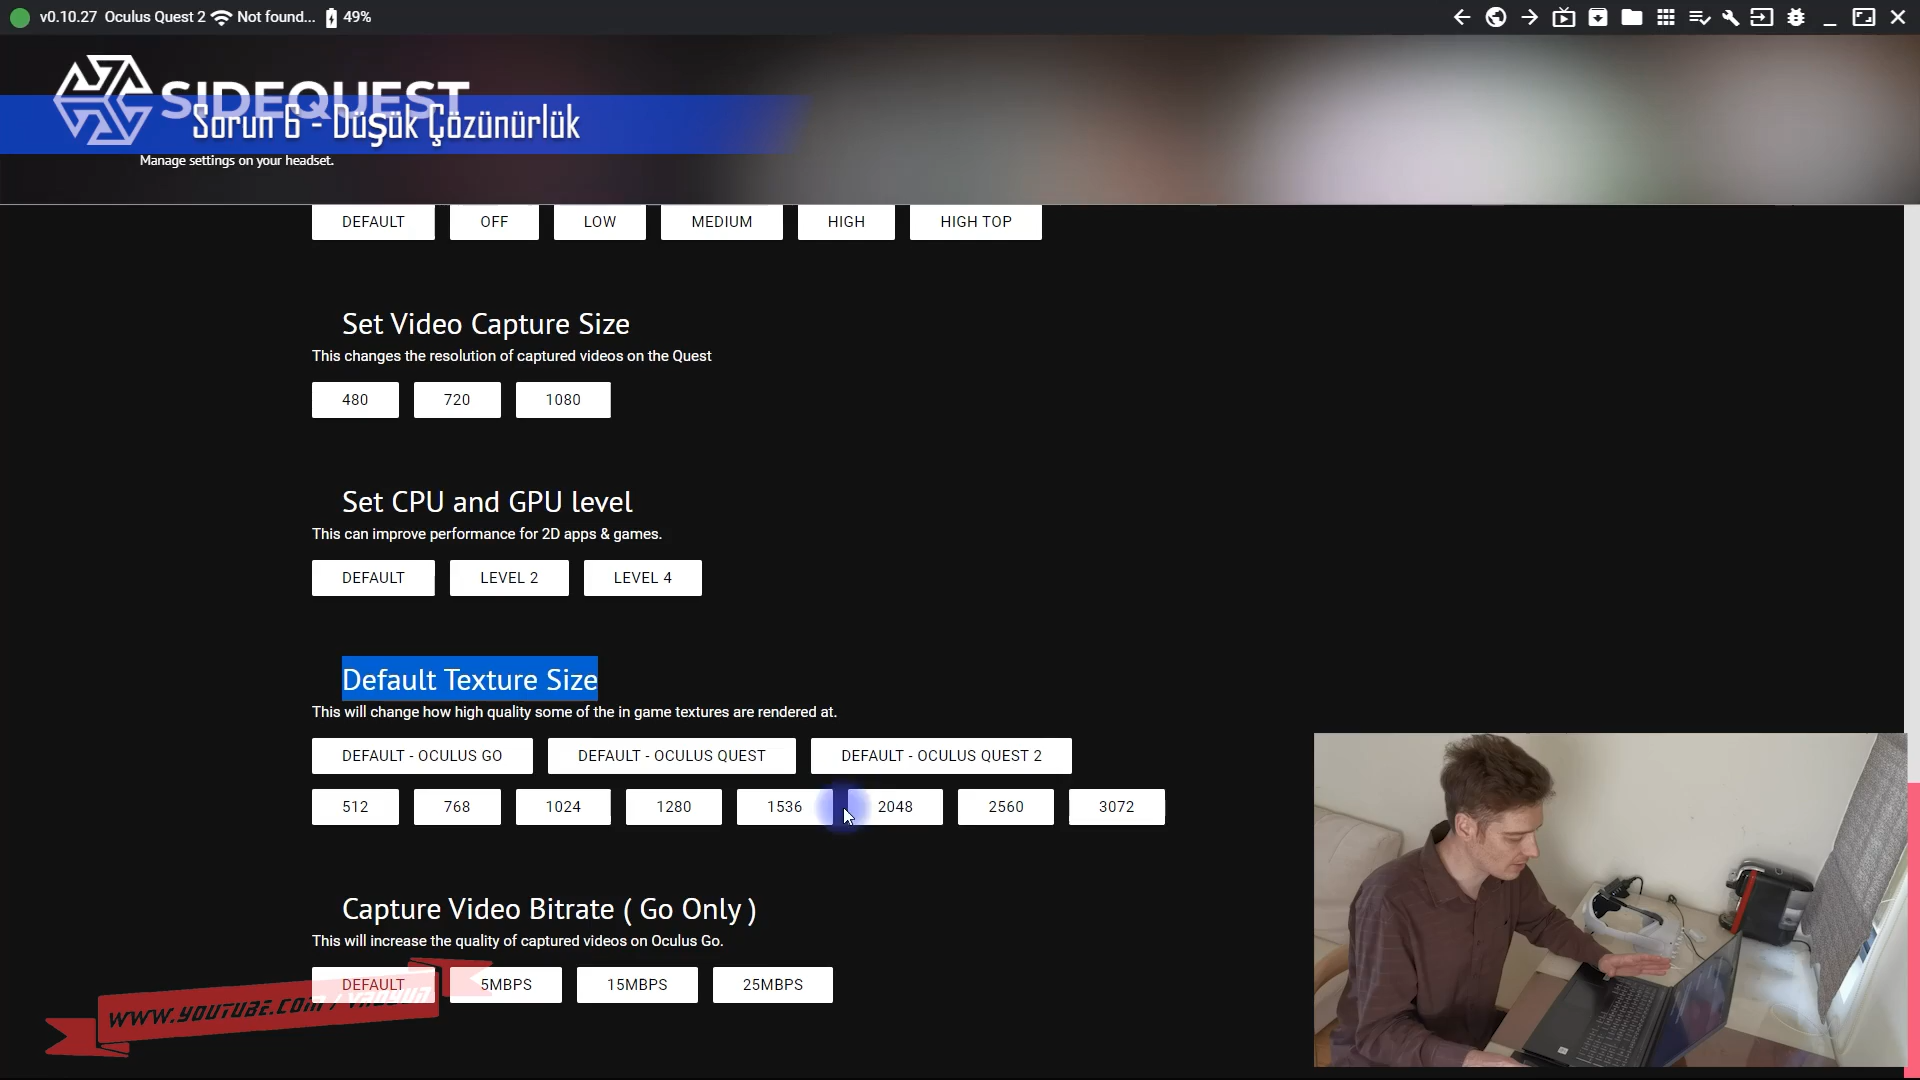 v0.10.27 Oculus Quest 2 Not found... 49%
SIDEQUEST
Sorun 6 - Düşük Çözünürlük
Manage settings on your headset.
DEFAULT OFF LOW MEDIUM HIGH HIGH TOP
Set Video Capture Size
This changes the resolution of captured videos on the Quest
480 720 1080
Set CPU and GPU level
This can improve performance for 2D apps & games.
DEFAULT LEVEL 2 LEVEL 4
Default Texture Size
This will change how high quality some of the in game textures are rendered at.
DEFAULT - OCULUS GO DEFAULT - OCULUS QUEST DEFAULT - OCULUS QUEST 2
512 768 1024 1280 1536 2048 2560 3072
Capture Video Bitrate ( Go Only )
This will increase the quality of captured videos on Oculus Go.
DEFAULT 5MBPS 15MBPS 25MBPS
WWW.YOUTUBE.COM / VROYUN